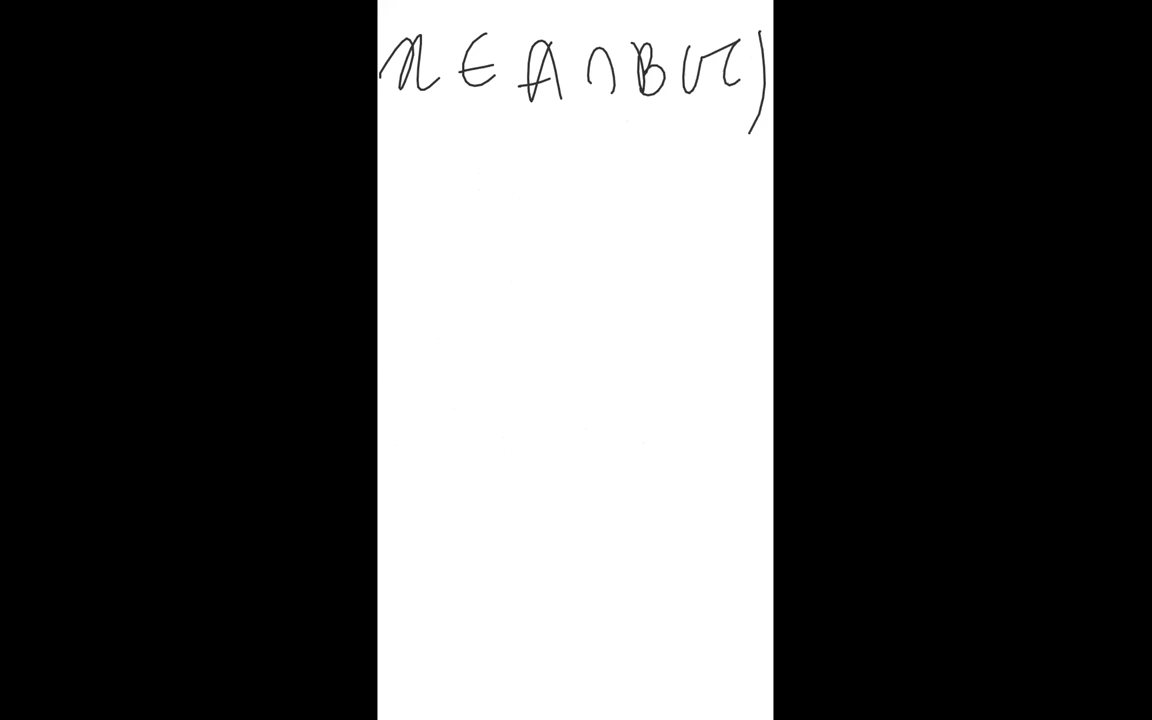 x ∈ A ∩ B ∪ C)